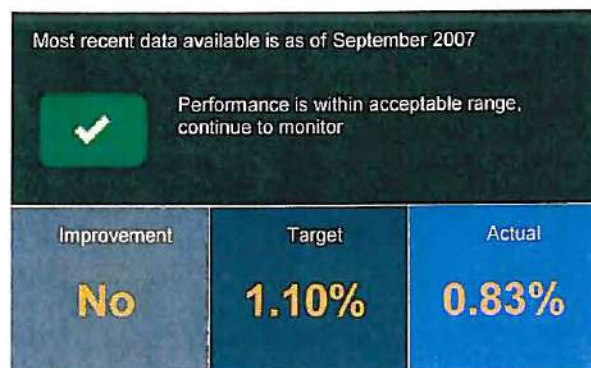 Most recent data available is as of September 2007
Performance is within acceptable range,
continue to monitor
Improvement Target Actual
No 1.10% 0.83%